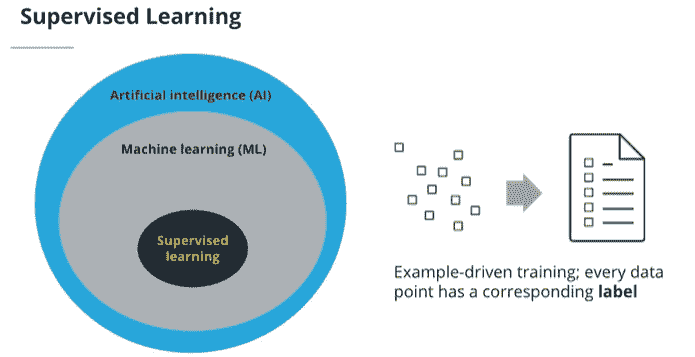 Supervised Learning
Artificial intelligence (AI)
Machine learning (ML)
Supervised
learning
Example-driven training; every data
point has a corresponding label